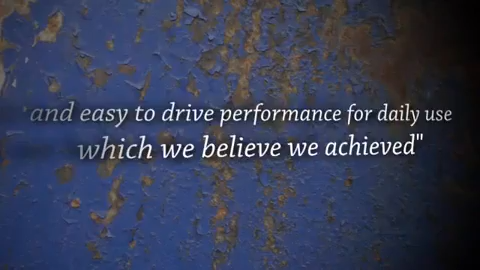 "and easy to drive performance for daily use
which we believe we achieved"